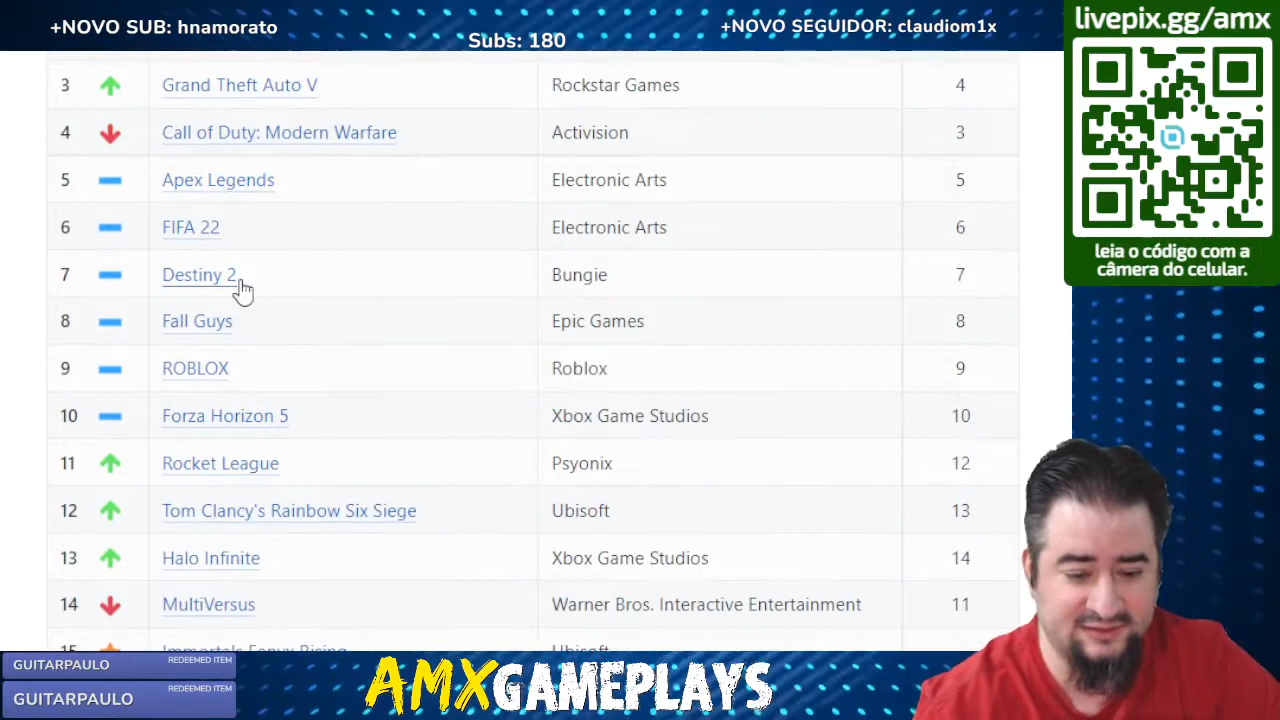 +NOVO SUB: hnamorato
Subs: 180
+NOVO SEGUIDOR: claudiom1x
livepix.gg/amx
leia o código com a
câmera do celular.
3 Grand Theft Auto V Rockstar Games 4
4 Call of Duty: Modern Warfare Activision 3
5 Apex Legends Electronic Arts 5
6 FIFA 22 Electronic Arts 6
7 Destiny 2 Bungie 7
8 Fall Guys Epic Games 8
9 ROBLOX Roblox 9
10 Forza Horizon 5 Xbox Game Studios 10
11 Rocket League Psyonix 12
12 Tom Clancy's Rainbow Six Siege Ubisoft 13
13 Halo Infinite Xbox Game Studios 14
14 MultiVersus Warner Bros. Interactive Entertainment 11
15 Immortals Fenyx Rising Ubisoft
GUITARPAULO REDEEMED ITEM
GUITARPAULO REDEEMED ITEM
AMXGAMEPLAYS